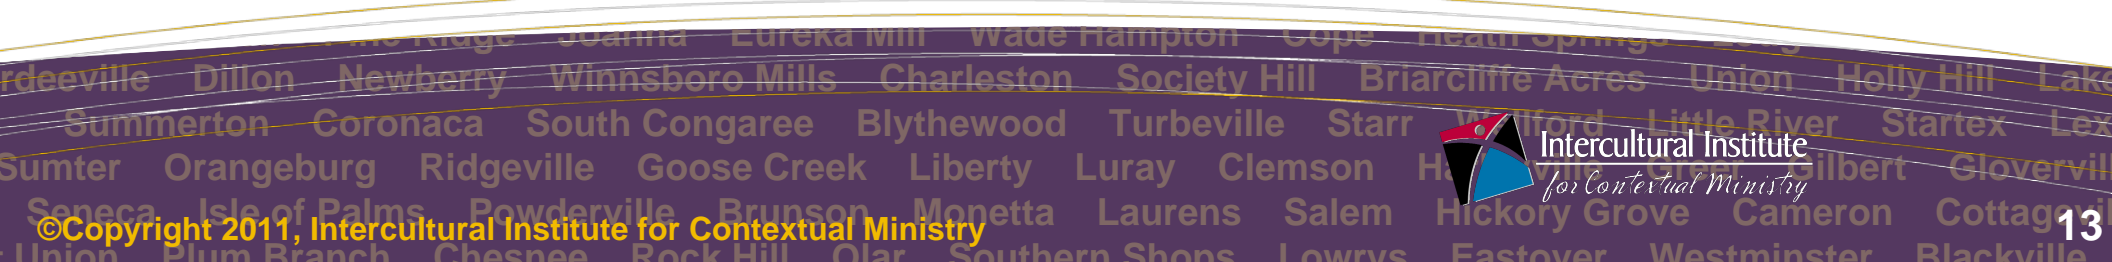 Pine Ridge Joanna Eureka Mill Wade Hampton Cope Heath Springs
rdeeville Dillon Newberry Winnsboro Mills Charleston Society Hill Briarcliffe Acres Union Holly Hill Lake
Summerton Coronaca South Congaree Blythewood Turbeville Starr Little River Startex Lex
Intercultural Institute
Sumter Orangeburg Ridgeville Goose Creek Liberty Luray Clemson Greer Gilbert Glovervil
for Contextual Ministry
Seneca Isle of Palms Powderville Brunson Monetta Laurens Salem Hickory Grove Cameron
©Copyright 2011, Intercultural Institute for Contextual Ministry
13
Union Plum Branch Chesnee Rock Hill Olar Southern Shops Lowrys Eastover Westminster Blackville